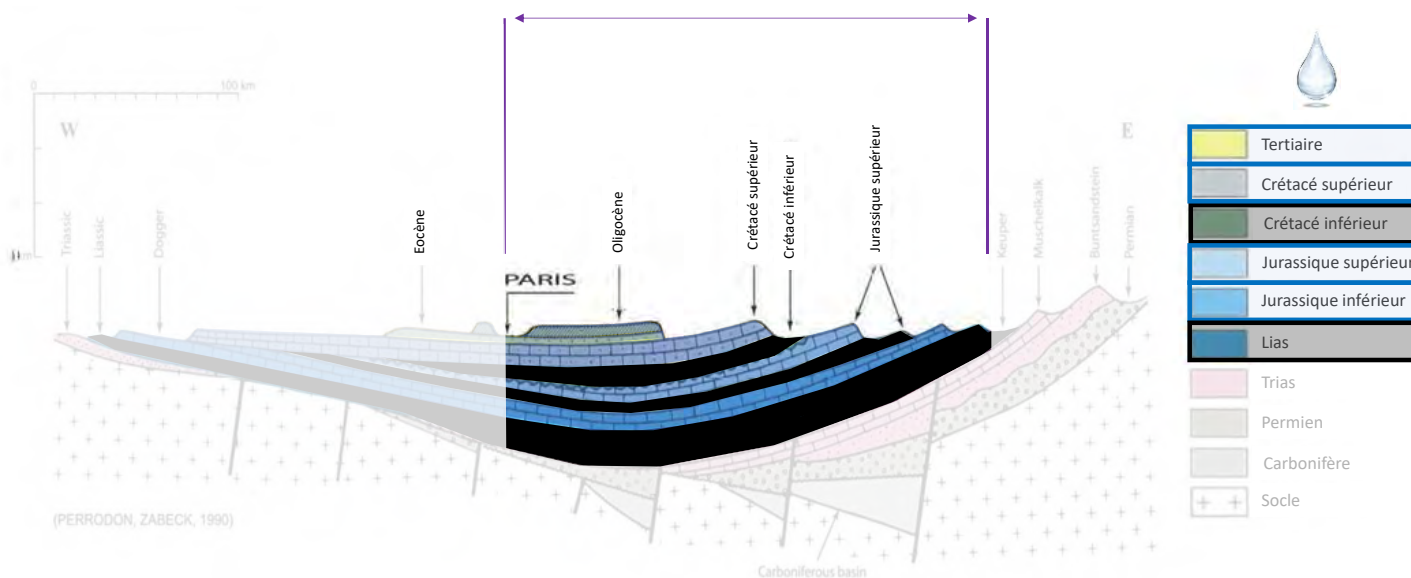 0 100 km
W
E
Triassic
Liassic
Dogger
Eocène
Oligocène
Crétacé supérieur
Crétacé inférieur
Jurassique supérieur
Keuper
Muschelkalk
Buntsandstein
Permian
PARIS
Tertiaire
Crétacé supérieur
Crétacé inférieur
Jurassique supérieur
Jurassique inférieur
Lias
Trias
Permien
Carbonifère
Socle
(PERRODON, ZABECK, 1990)
Carboniferous basin